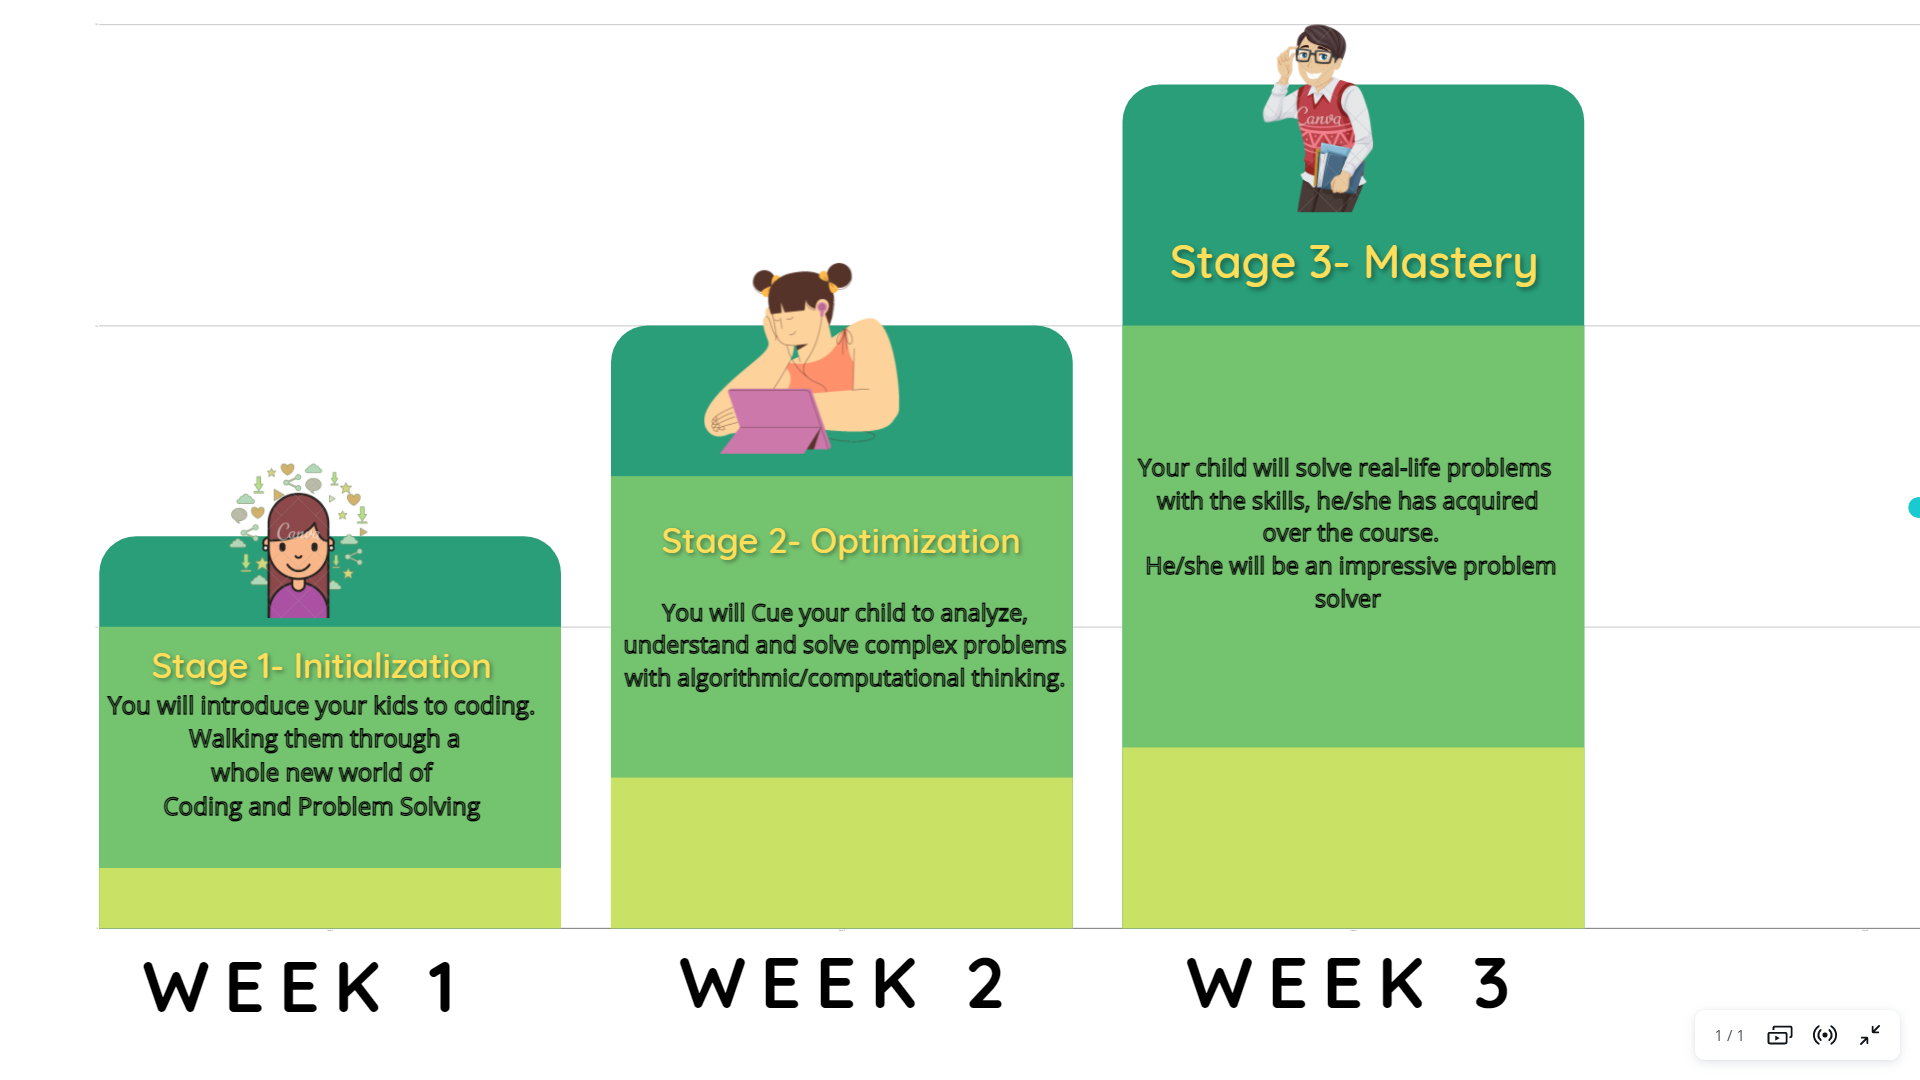 Stage 1- Initialization
You will introduce your kids to coding.
Walking them through a
whole new world of
Coding and Problem Solving
WEEK 1
Stage 2- Optimization
You will Cue your child to analyze,
understand and solve complex problems
with algorithmic/computational thinking.
WEEK 2
Canva
Stage 3- Mastery
Your child will solve real-life problems
with the skills, he/she has acquired
over the course.
He/she will be an impressive problem
solver
WEEK 3
Canva
1 / 1